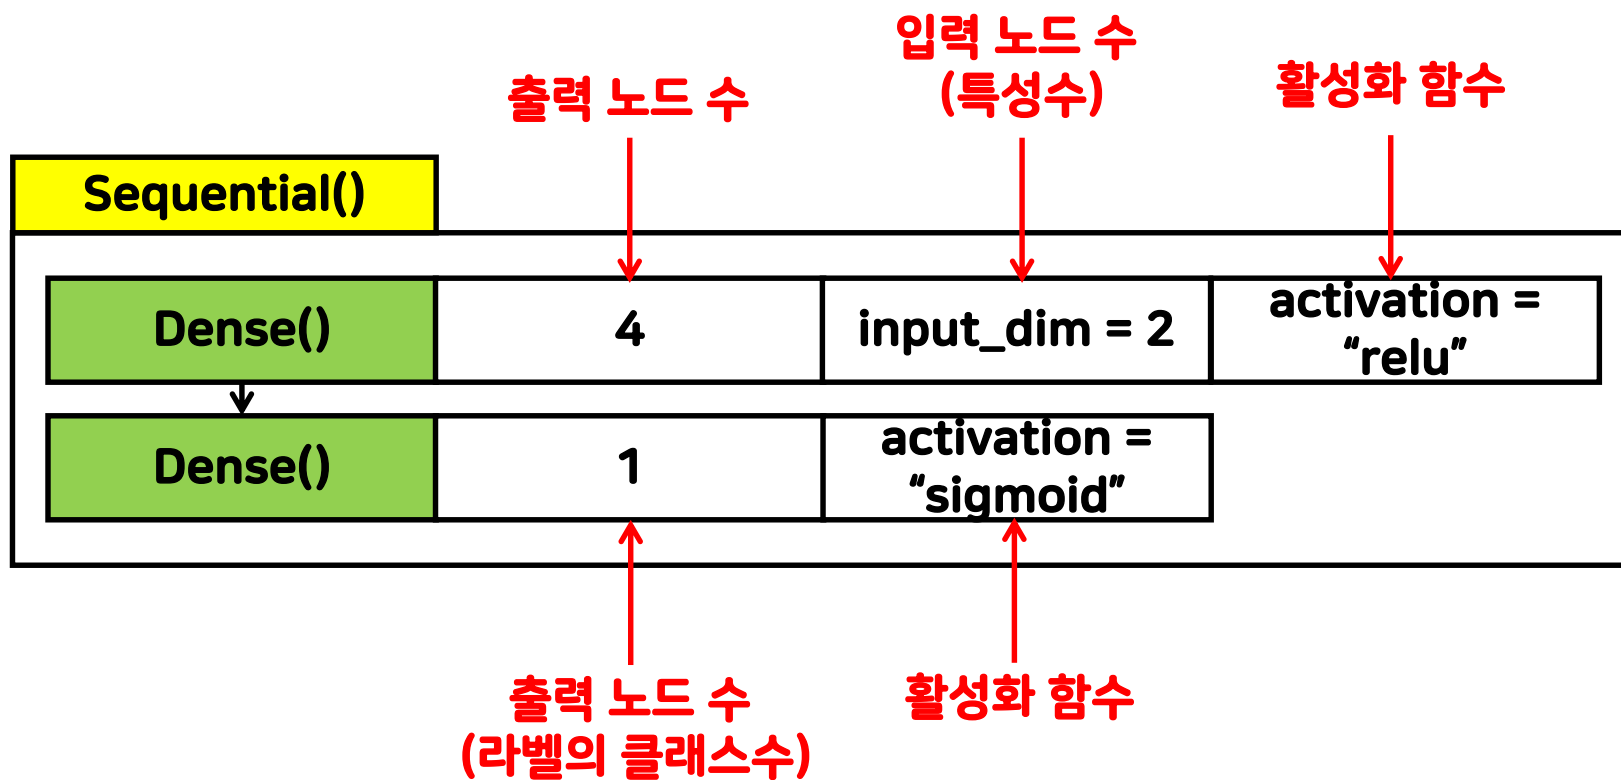 입력 노드 수
(특성수)
출력 노드 수
활성화 함수
Sequential()
Dense()
4
input_dim = 2
activation =
“relu”
Dense()
1
activation =
“sigmoid”
출력 노드 수
(라벨의 클래스수)
활성화 함수